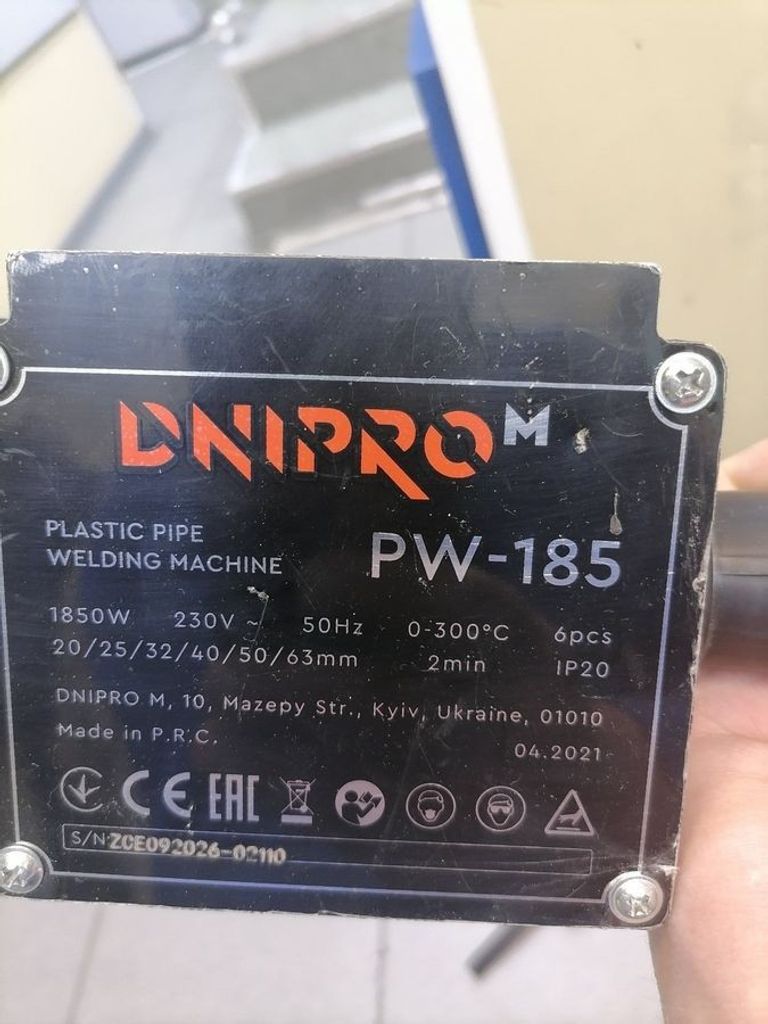 DNIPRO M
PLASTIC PIPE
WELDING MACHINE
PW-185
1850W 230V ~ 50Hz 0-300°C 6pcs
20/25/32/40/50/63mm 2min IP20
DNIPRO M, 10, Mazepy Str., Kyiv, Ukraine, 01010
Made in P.R.C.
04.2021
CE EAC
S/N:ZCE092026-02110